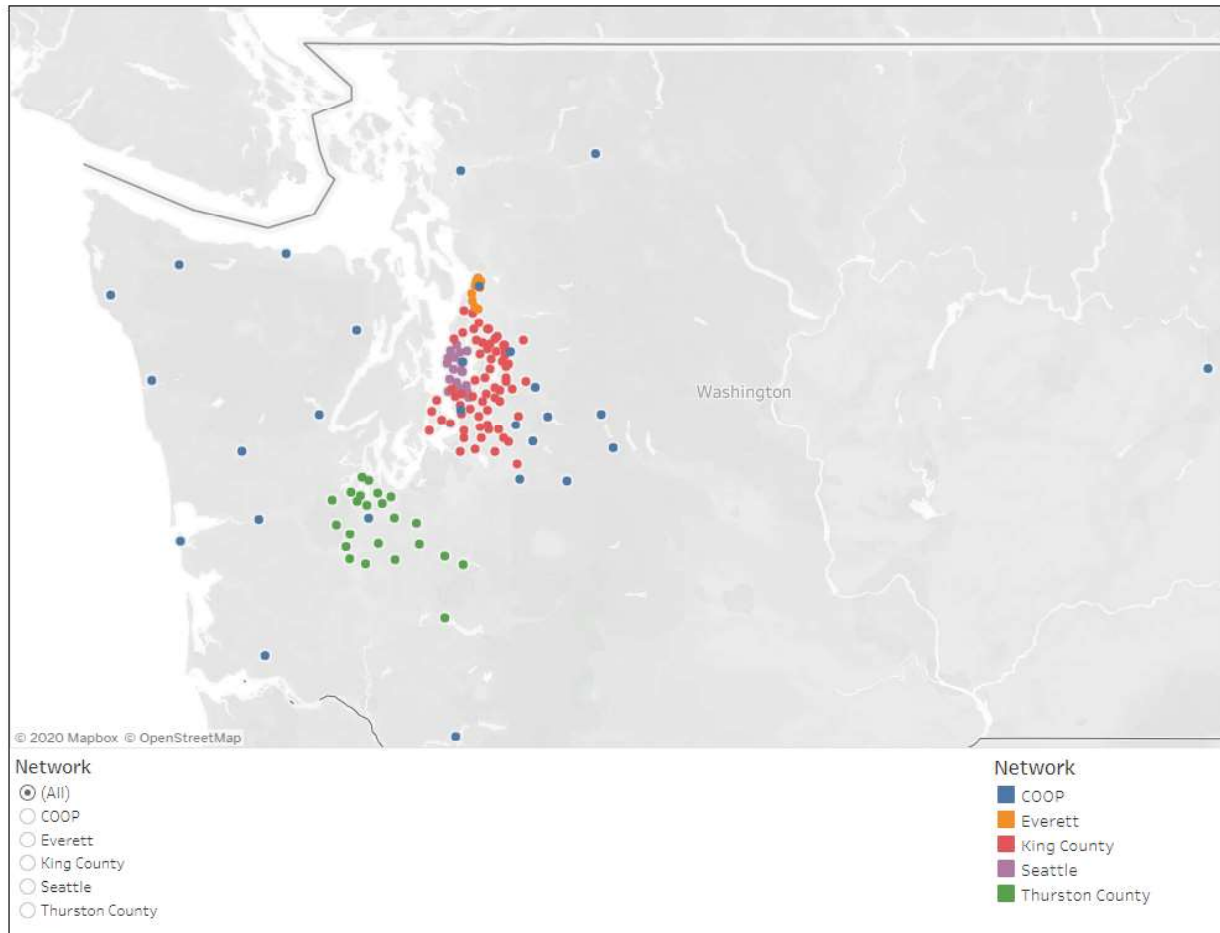 Washington
© 2020 Mapbox © OpenStreetMap
Network
(All)
COOP
Everett
King County
Seattle
Thurston County
Network
COOP
Everett
King County
Seattle
Thurston County